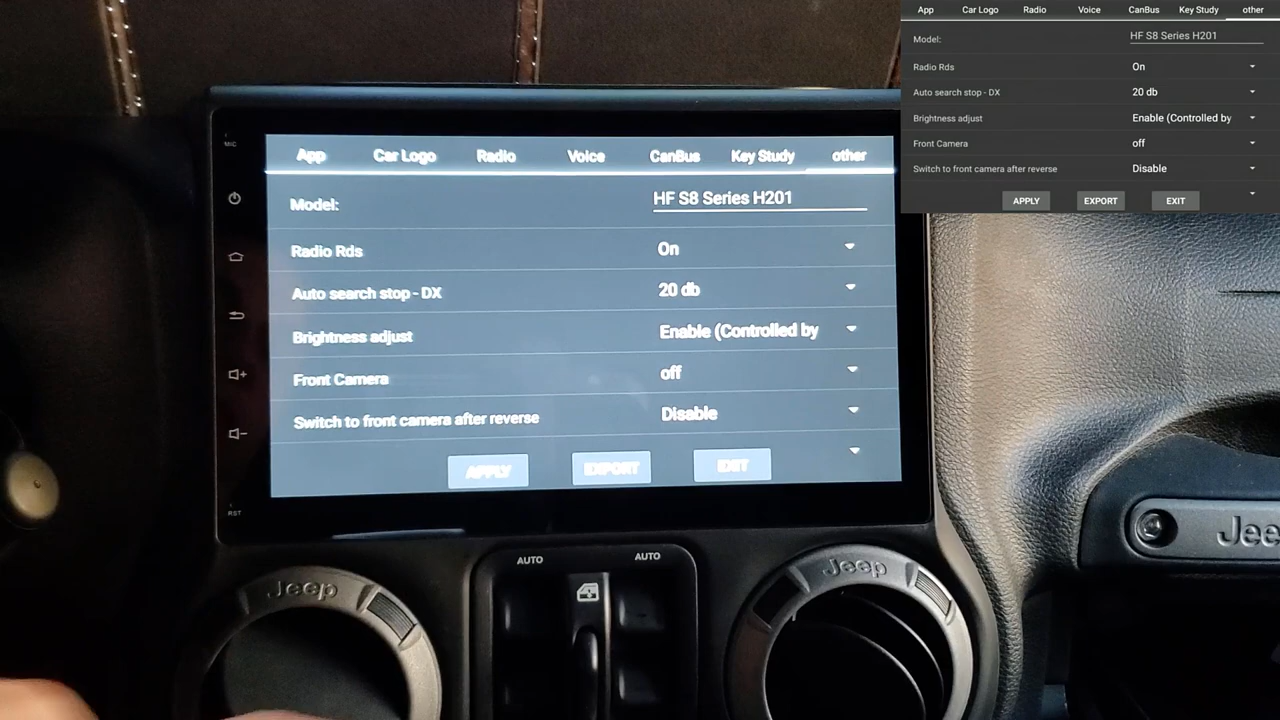 App Car Logo Radio Voice CanBus Key Study other
Model: HF S8 Series H201
Radio Rds On
Auto search stop - DX 20 db
Brightness adjust Enable (Controlled by
Front Camera off
Switch to front camera after reverse Disable
APPLY EXPORT EXIT
MIC
App Car Logo Radio Voice CanBus Key Study other
Model: HF S8 Series H201
Radio Rds On
Auto search stop - DX 20 db
Brightness adjust Enable (Controlled by
Front Camera off
Switch to front camera after reverse Disable
APPLY EXPORT EXIT
RST
AUTO AUTO
Jeep
Jeep
Jee